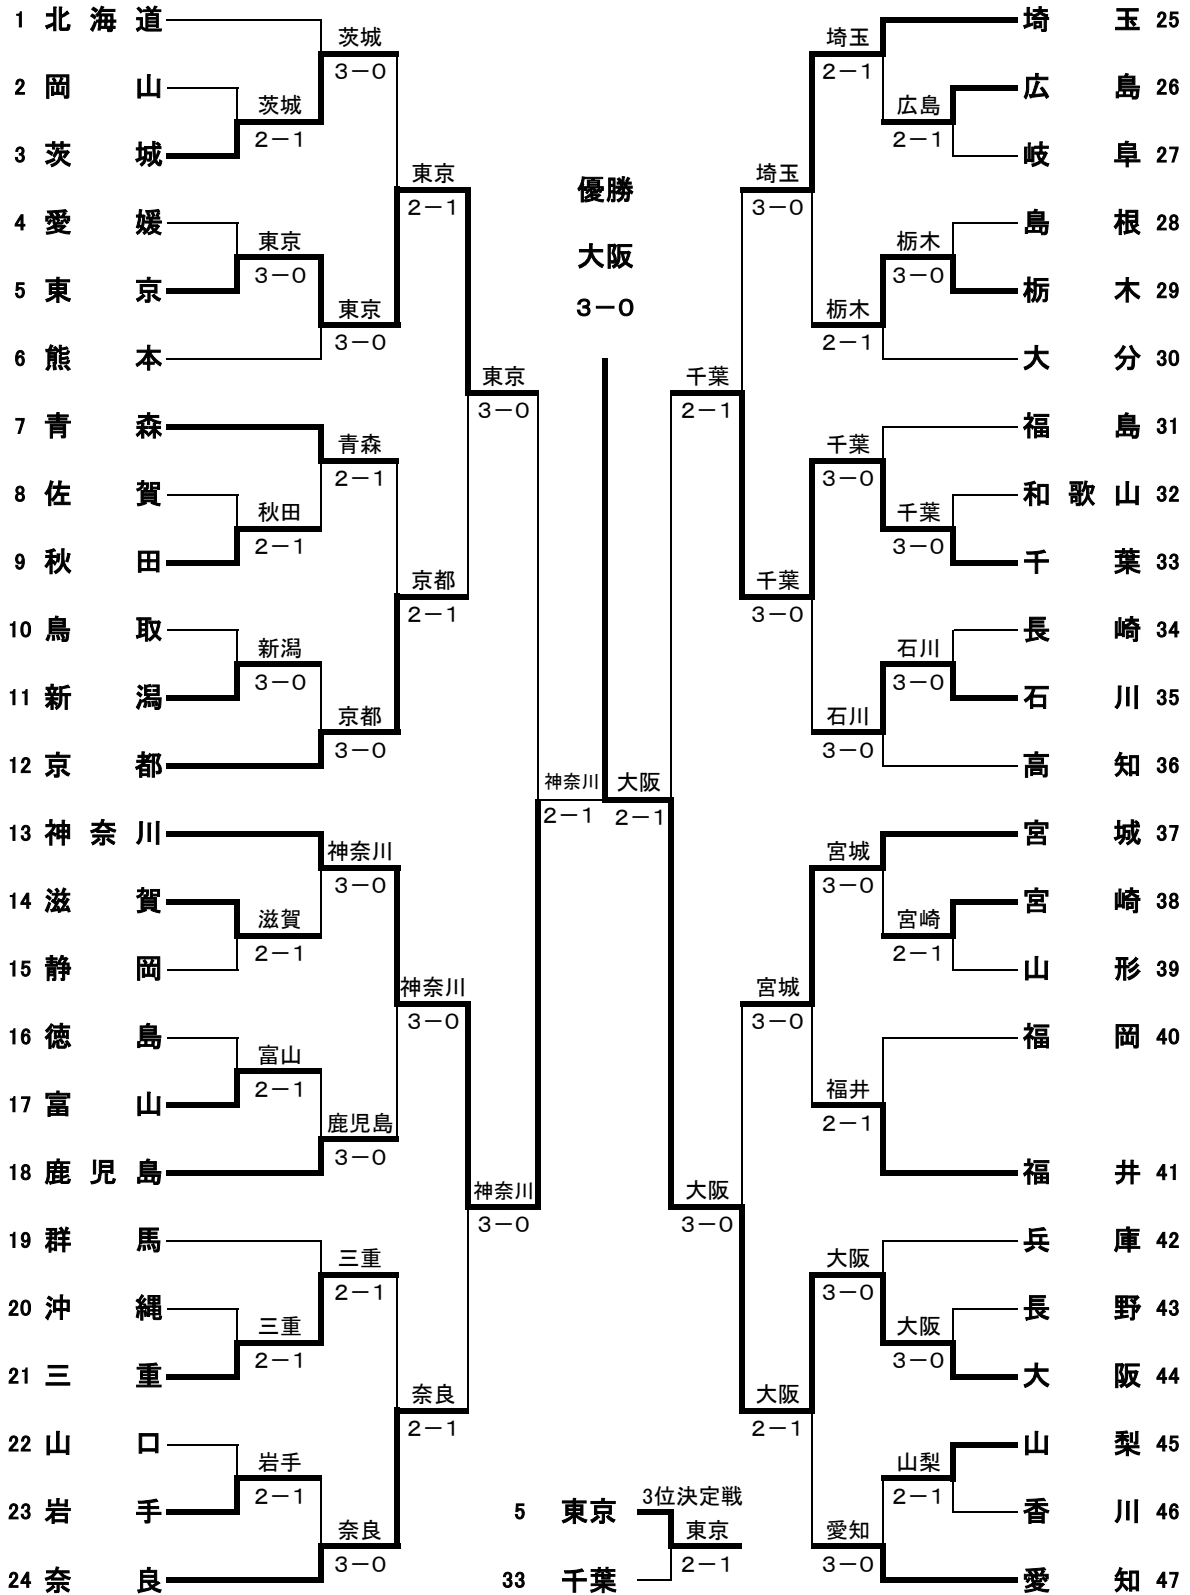 1 北海道
2 岡山
3 茨城
4 愛媛
5 東京
6 熊本
7 青森
8 佐賀
9 秋田
10 鳥取
11 新潟
12 京都
13 神奈川
14 滋賀
15 静岡
16 徳島
17 富山
18 鹿児島
19 群馬
20 沖縄
21 三重
22 山口
23 岩手
24 奈良
茨城
2－1
東京
3－0
秋田
2－1
新潟
3－0
滋賀
2－1
富山
2－1
三重
2－1
岩手
2－1
茨城
3－0
東京
3－0
青森
2－1
京都
3－0
神奈川
3－0
鹿児島
3－0
三重
2－1
奈良
3－0
東京
2－1
京都
2－1
神奈川
3－0
奈良
2－1
東京
3－0
神奈川
3－0
神奈川
2－1
優勝
大阪
3－0
大阪
2－1
千葉
2－1
大阪
3－0
埼玉
3－0
千葉
3－0
宮城
3－0
大阪
2－1
埼玉
2－1
栃木
2－1
千葉
3－0
石川
3－0
宮城
3－0
福井
2－1
大阪
3－0
愛知
3－0
広島
2－1
栃木
3－0
千葉
3－0
石川
3－0
宮崎
2－1
大阪
3－0
山梨
2－1
埼玉 25
広島 26
岐阜 27
島根 28
栃木 29
大分 30
福島 31
和歌山 32
千葉 33
長崎 34
石川 35
高知 36
宮城 37
宮崎 38
山形 39
福岡 40
福井 41
兵庫 42
長野 43
大阪 44
山梨 45
香川 46
愛知 47
3位決定戦
5 東京
東京
2－1
33 千葉